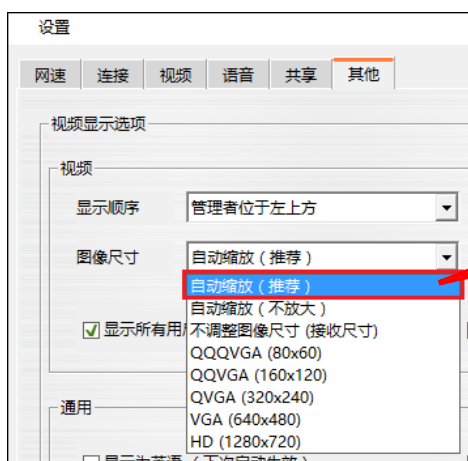 设置
网速 连接 视频 语音 共享 其他
视频显示选项
视频
显示顺序 管理者位于左上方
图像尺寸 自动缩放(推荐)
自动缩放(推荐)
自动缩放(不放大)
显示所有用 不调整图像尺寸 (接收尺寸)
QQQVGA (80x60)
QQVGA (160x120)
QVGA (320x240)
通用
VGA (640x480)
HD (1280x720)